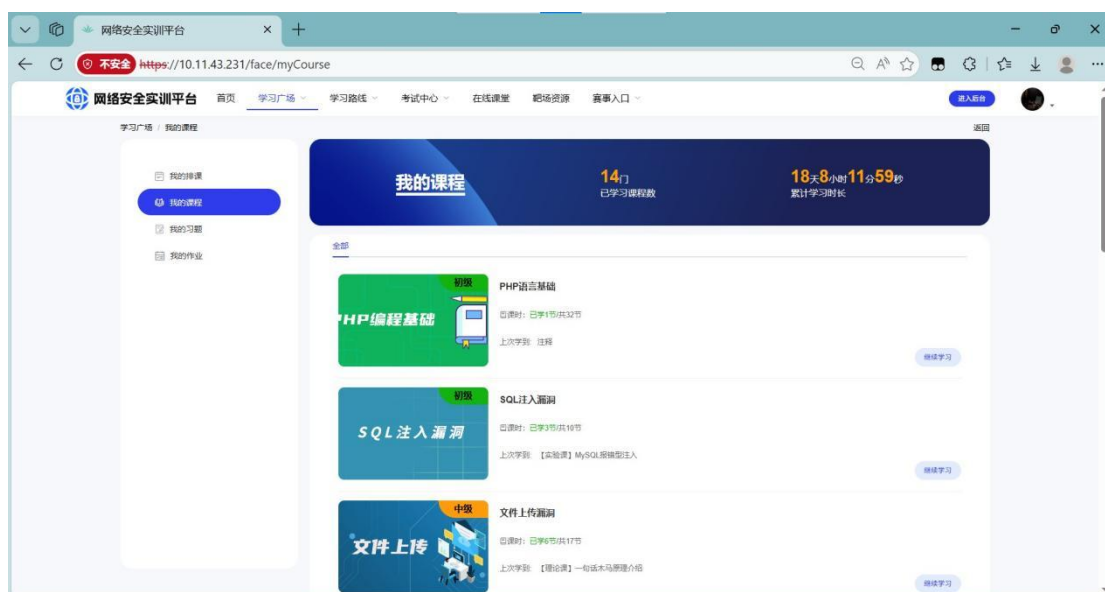 网络安全实训平台
不安全 https://10.11.43.231/face/myCourse
网络安全实训平台 首页 学习广场 学习路线 考试中心 在线课堂 靶场资源 赛事入口 进入后台
学习广场 / 我的课程 返回
我的排课
我的课程
我的习题
我的作业
我的课程
14门
已学习课程数
18天8小时11分59秒
累计学习时长
全部
初级
PHP编程基础
PHP语言基础
总课时: 已学1节/共32节
上次学到: 注释
继续学习
初级
SQL注入漏洞
SQL注入漏洞
总课时: 已学3节/共10节
上次学到: 【实验课】MySQL报错型注入
继续学习
中级
文件上传
文件上传漏洞
总课时: 已学6节/共17节
上次学到: 【理论课】一句话木马原理介绍
继续学习